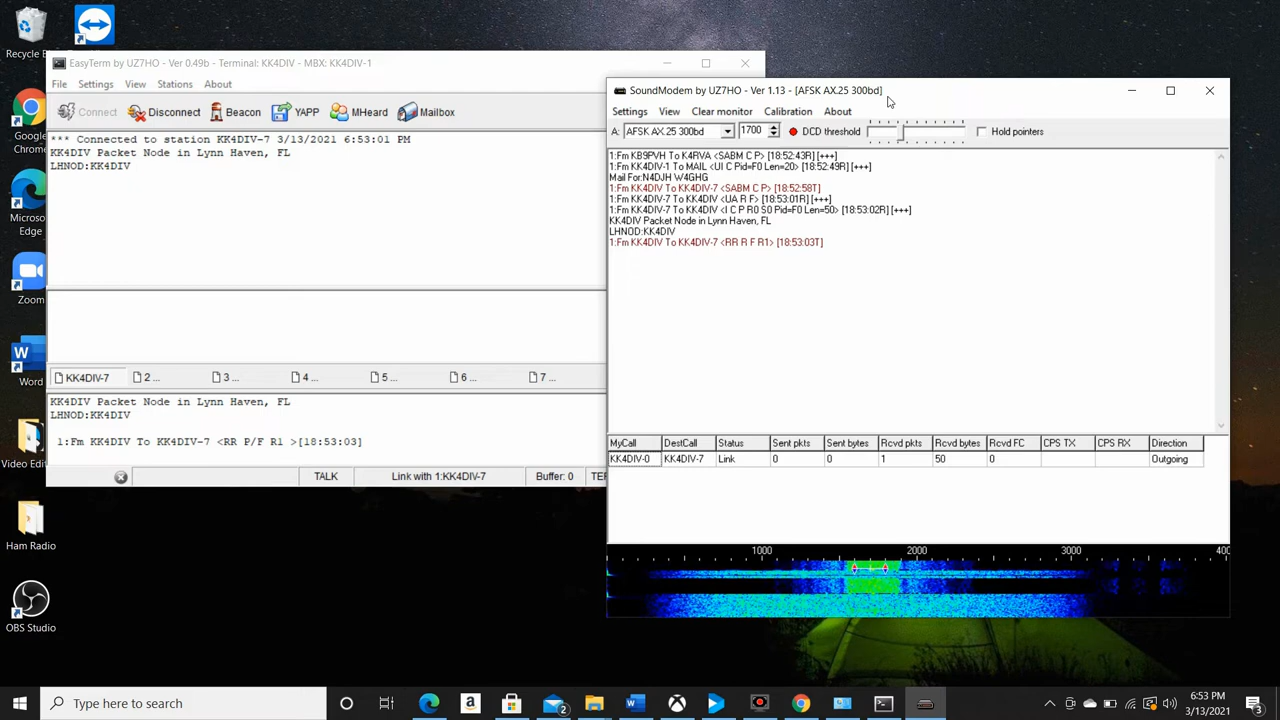 Recycle B
Google
Chrome
Microsoft
Edge
Zoom
Word
Video Edit
Ham Radio
OBS Studio
EasyTerm by UZ7HO - Ver 0.49b - Terminal: KK4DIV - MBX: KK4DIV-1
File Settings View Stations About
Connect Disconnect Beacon YAPP MHeard Mailbox
*** Connected to station KK4DIV-7 3/13/2021 6:53:01 PM
KK4DIV Packet Node in Lynn Haven, FL
LHNOD:KK4DIV
KK4DIV-7 2 ... 3 ... 4 ... 5 ... 6 ... 7 ...
KK4DIV Packet Node in Lynn Haven, FL
LHNOD:KK4DIV
1:Fm KK4DIV To KK4DIV-7 <RR P/F R1 >[18:53:03]
TALK Link with 1:KK4DIV-7 Buffer: 0 TEF
SoundModem by UZ7HO - Ver 1.13 - [AFSK AX.25 300bd]
Settings View Clear monitor Calibration About
A: AFSK AX.25 300bd 1700 DCD threshold Hold pointers
1:Fm KB9PVH To K4RVA <SABM C P> [18:52:43R] [+++]
1:Fm KK4DIV-1 To MAIL <UI C Pid=F0 Len=20> [18:52:49R] [+++]
Mail For:N4DJH W4GHG
1:Fm KK4DIV To KK4DIV-7 <SABM C P> [18:52:58T]
1:Fm KK4DIV-7 To KK4DIV <UA R F> [18:53:01R] [+++]
1:Fm KK4DIV-7 To KK4DIV <I C P R0 S0 Pid=F0 Len=50> [18:53:02R] [+++]
KK4DIV Packet Node in Lynn Haven, FL
LHNOD:KK4DIV
1:Fm KK4DIV To KK4DIV-7 <RR R F R1> [18:53:03T]
MyCall DestCall Status Sent pkts Sent bytes Rcvd pkts Rcvd bytes Rcvd FC CPS TX CPS RX Direction
KK4DIV-0 KK4DIV-7 Link 0 0 1 50 0 Outgoing
1000 2000 3000 400
Type here to search
2
6:53 PM
3/13/2021
3